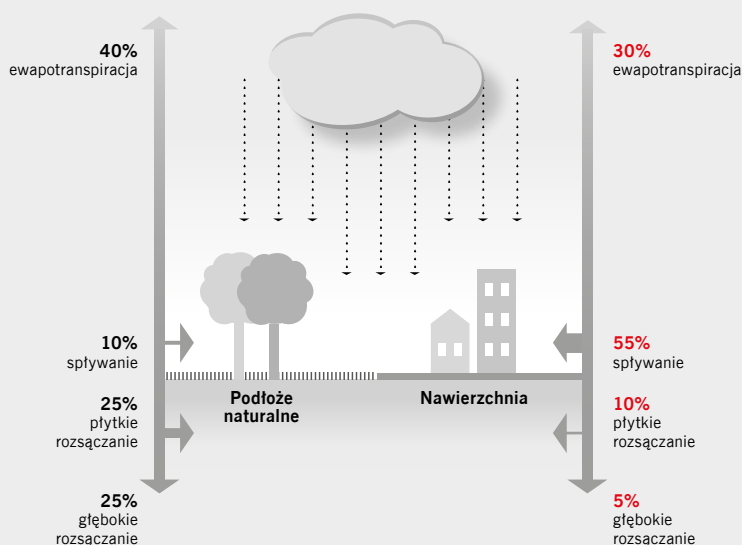 40%
ewapotranspiracja
10%
spływanie
25%
płytkie
rozsączanie
25%
głębokie
rozsączanie
Podłoże
naturalne
Nawierzchnia
30%
ewapotranspiracja
55%
spływanie
10%
płytkie
rozsączanie
5%
głębokie
rozsączanie